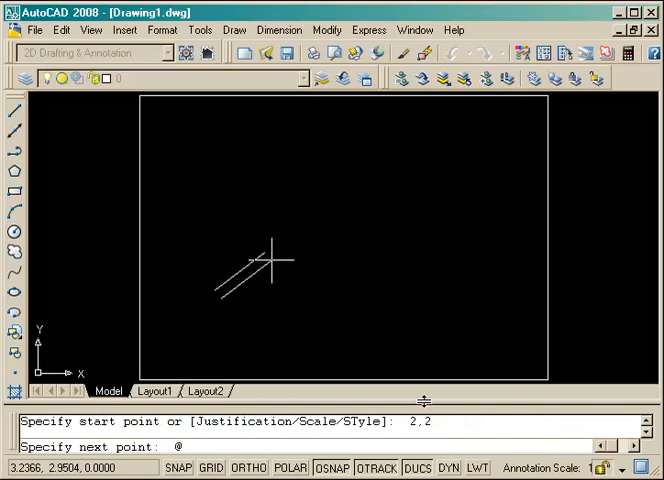 AutoCAD 2008 - [Drawing1.dwg]
File Edit View Insert Format Tools Draw Dimension Modify Express Window Help
2D Drafting & Annotation
0
Y
X
Model Layout1 Layout2
Specify start point or [Justification/Scale/STyle]: 2,2
Specify next point: @
3.2366, 2.9504, 0.0000 SNAP GRID ORTHO POLAR OSNAP OTRACK DUCS DYN LWT Annotation Scale: 1